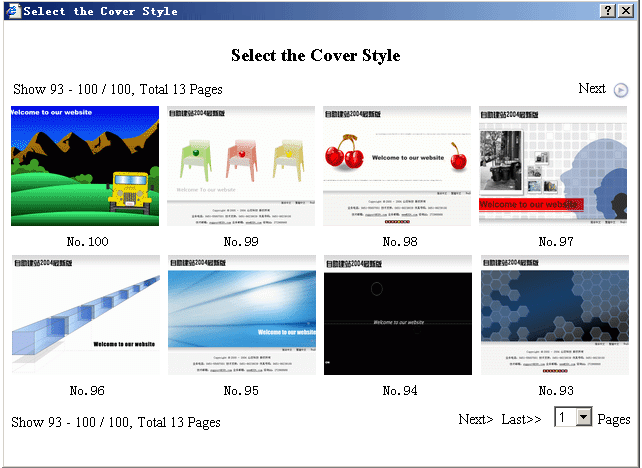 Select the Cover Style
Select the Cover Style
Show 93 - 100 / 100, Total 13 Pages
Next
Welcome to our website
自助建站2004最新版
Welcome to our website
自助建站2004最新版
Welcome to our website
自助建站2004最新版
Welcome to our website
No.100
No.99
No.98
No.97
自助建站2004最新版
Welcome to our website
自助建站2004最新版
Welcome to our website
自助建站2004最新版
Welcome to our website
自助建站2004最新版
No.96
No.95
No.94
No.93
Show 93 - 100 / 100, Total 13 Pages
Next> Last>> 1 Pages